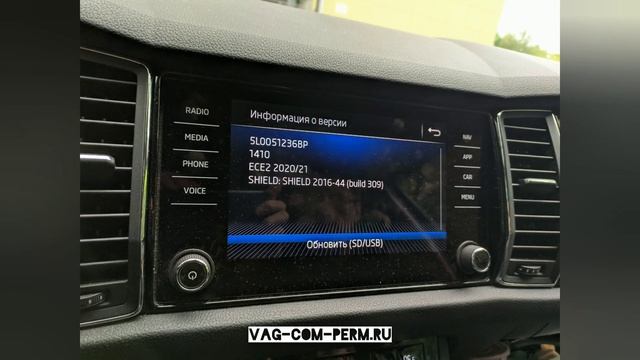 RADIO
MEDIA
PHONE
VOICE
Информация о версии
5L0051236BP
1410
ECE2 2020/21
SHIELD: SHIELD 2016-44 (build 309)
Обновить (SD/USB)
NAV
APP
CAR
MENU
VAG-COM-PERM.RU